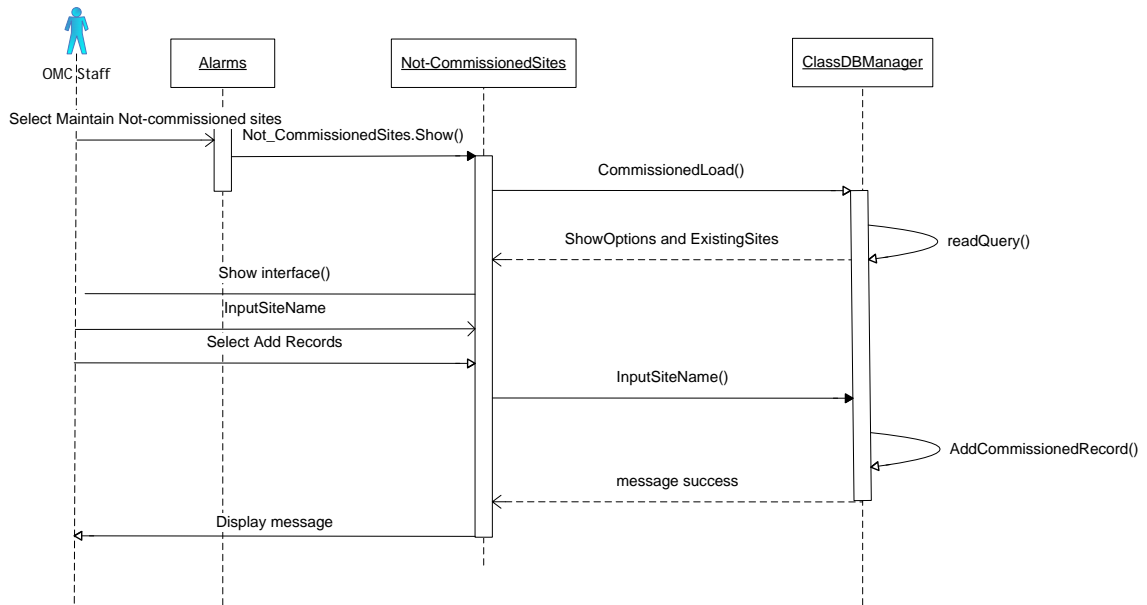 OMC Staff
Alarms
Not-CommissionedSites
ClassDBManager
Select Maintain Not-commissioned sites
Not_CommissionedSites.Show()
CommissionedLoad()
ShowOptions and ExistingSites
readQuery()
Show interface()
InputSiteName
Select Add Records
InputSiteName()
AddCommissionedRecord()
message success
Display message